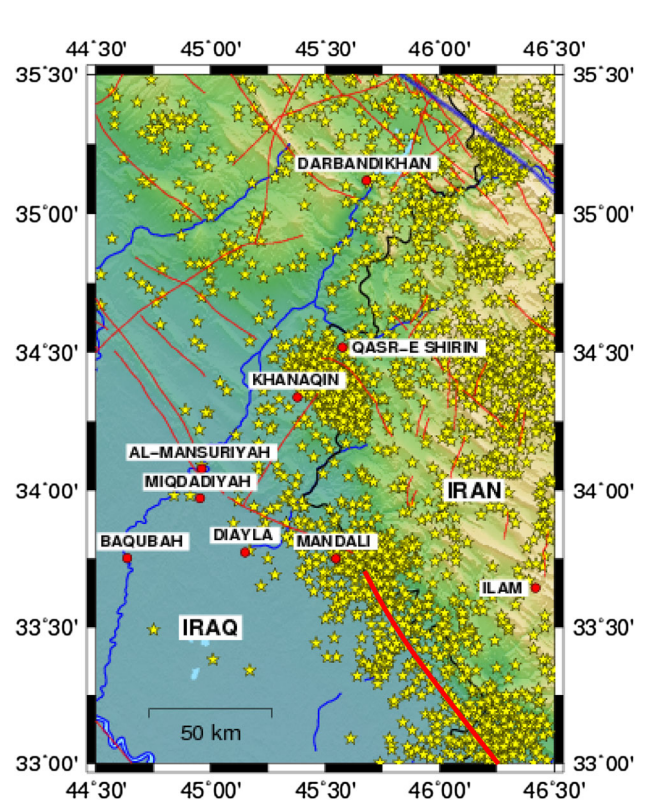 44°30' 45°00' 45°30' 46°00' 46°30'
35°30' 35°30'
DARBANDIKHAN
35°00' 35°00'
34°30' QASR-E SHIRIN 34°30'
KHANAQIN
AL-MANSURIYAH
MIQDADIYAH
34°00' IRAN 34°00'
BAQUBAH DIAYLA MANDALI
ILAM
33°30' IRAQ 33°30'
50 km
33°00' 33°00'
44°30' 45°00' 45°30' 46°00' 46°30'